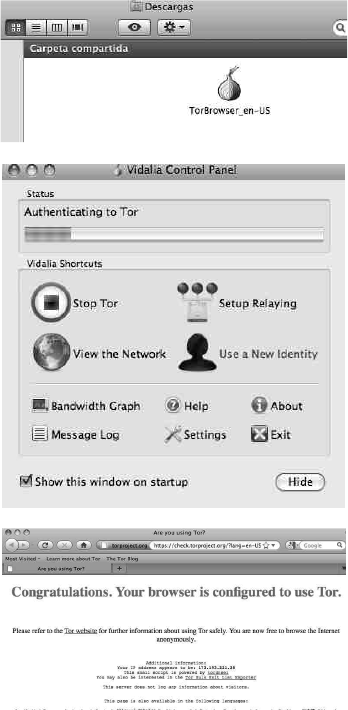 Descargas
Carpeta compartida
TorBrowser_en-US
Vidalia Control Panel
Status
Authenticating to Tor
Vidalia Shortcuts
Stop Tor
Setup Relaying
View the Network
Use a New Identity
Bandwidth Graph
Help
About
Message Log
Settings
Exit
Show this window on startup
Hide
Are you using Tor?
torproject.org https://check.torproject.org/?lang=en-US
Google
Most Visited
Learn more about Tor
The Tor Blog
Are you using Tor?
Congratulations. Your browser is configured to use Tor.
Please refer to the Tor website for further information about using Tor safely. You are now free to browse the Internet
anonymously.
Additional information:
Your IP address appears to be:
This email script is powered by
You may also be interested in the Tor Bulk Exit List Exporter
This server does not log any information about visitors.
This page is also available in the following languages: